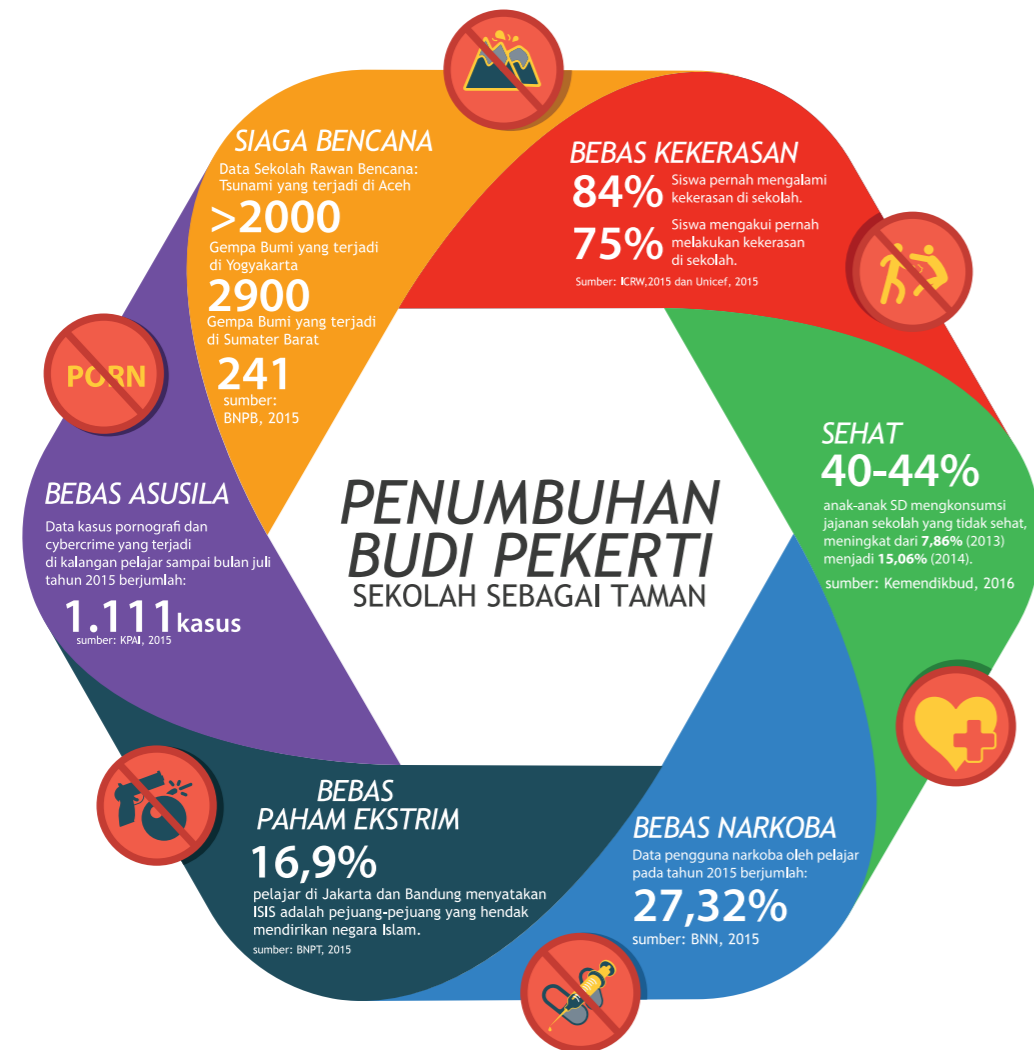 SIAGA BENCANA
Data Sekolah Rawan Bencana:
Tsunami yang terjadi di Aceh
>2000
Gempa Bumi yang terjadi
di Yogyakarta
2900
Gempa Bumi yang terjadi
di Sumater Barat
241
sumber:
BNPB, 2015
BEBAS KEKERASAN
84% Siswa pernah mengalami
kekerasan di sekolah.
75% Siswa mengakui pernah
melakukan kekerasan
di sekolah.
Sumber: ICRW,2015 dan Unicef, 2015
SEHAT
40-44%
anak-anak SD mengkonsumsi
jajanan sekolah yang tidak sehat,
meningkat dari 7,86% (2013)
menjadi 15,06% (2014).
sumber: Kemendikbud, 2016
PENUMBUHAN
BUDI PEKERTI
SEKOLAH SEBAGAI TAMAN
PORN
BEBAS ASUSILA
Data kasus pornografi dan
cybercrime yang terjadi
di kalangan pelajar sampai bulan juli
tahun 2015 berjumlah:
1.111 kasus
sumber: KPAI, 2015
BEBAS
PAHAM EKSTRIM
16,9%
pelajar di Jakarta dan Bandung menyatakan
ISIS adalah pejuang-pejuang yang hendak
mendirikan negara Islam.
sumber: BNPT, 2015
BEBAS NARKOBA
Data pengguna narkoba oleh pelajar
pada tahun 2015 berjumlah:
27,32%
sumber: BNN, 2015